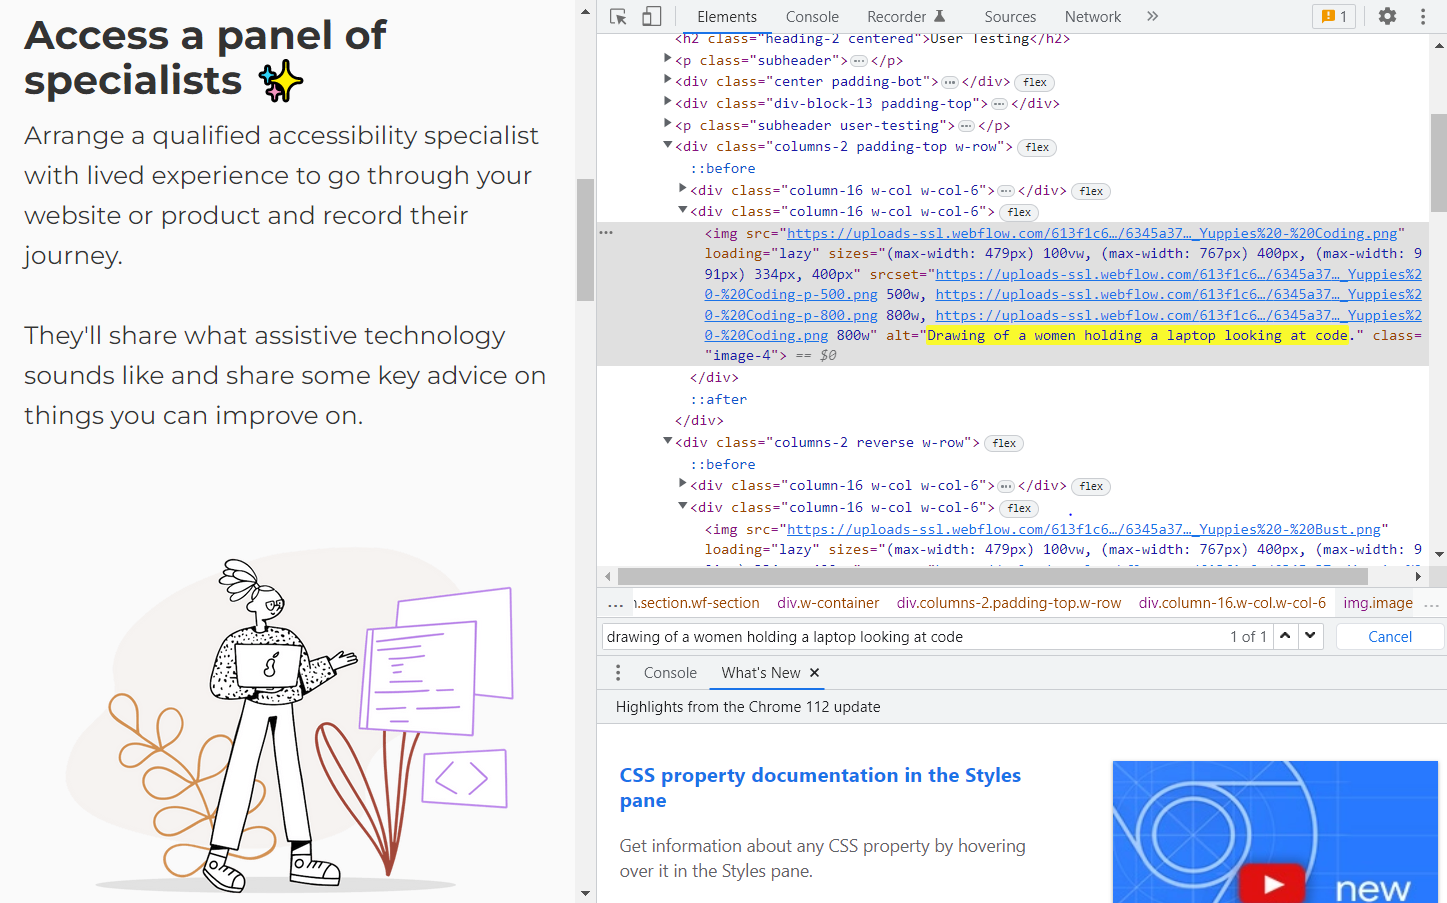 Access a panel of
specialists ✨
Arrange a qualified accessibility specialist
with lived experience to go through your
website or product and record their
journey.
They'll share what assistive technology
sounds like and share some key advice on
things you can improve on.
Elements Console Recorder Sources Network » 1
<h2 class="heading-2 centered">User Testing</h2>
<p class="subheader">…</p>
<div class="center padding-bot">…</div> flex
<div class="div-block-13 padding-top">…</div>
<p class="subheader user-testing">…</p>
<div class="columns-2 padding-top w-row"> flex
::before
<div class="column-16 w-col w-col-6">…</div> flex
<div class="column-16 w-col w-col-6"> flex
<img src="https://uploads-ssl.webflow.com/613f1c6…/6345a37…_Yuppies%20-%20Coding.png"
loading="lazy" sizes="(max-width: 479px) 100vw, (max-width: 767px) 400px, (max-width: 9
91px) 334px, 400px" srcset="https://uploads-ssl.webflow.com/613f1c6…/6345a37…_Yuppies%2
0-%20Coding-p-500.png 500w, https://uploads-ssl.webflow.com/613f1c6…/6345a37…_Yuppies%2
0-%20Coding-p-800.png 800w, https://uploads-ssl.webflow.com/613f1c6…/6345a37…_Yuppies%2
0-%20Coding.png 800w" alt="Drawing of a women holding a laptop looking at code." class=
"image-4"> == $0
</div>
::after
</div>
<div class="columns-2 reverse w-row"> flex
::before
<div class="column-16 w-col w-col-6">…</div> flex
<div class="column-16 w-col w-col-6"> flex
<img src="https://uploads-ssl.webflow.com/613f1c6…/6345a37…_Yuppies%20-%20Bust.png"
loading="lazy" sizes="(max-width: 479px) 100vw, (max-width: 767px) 400px, (max-width: 9
… .section.wf-section div.w-container div.columns-2.padding-top.w-row div.column-16.w-col.w-col-6 img.image …
drawing of a women holding a laptop looking at code 1 of 1 Cancel
Console What's New ×
Highlights from the Chrome 112 update
CSS property documentation in the Styles
pane
Get information about any CSS property by hovering
over it in the Styles pane.
new
< >